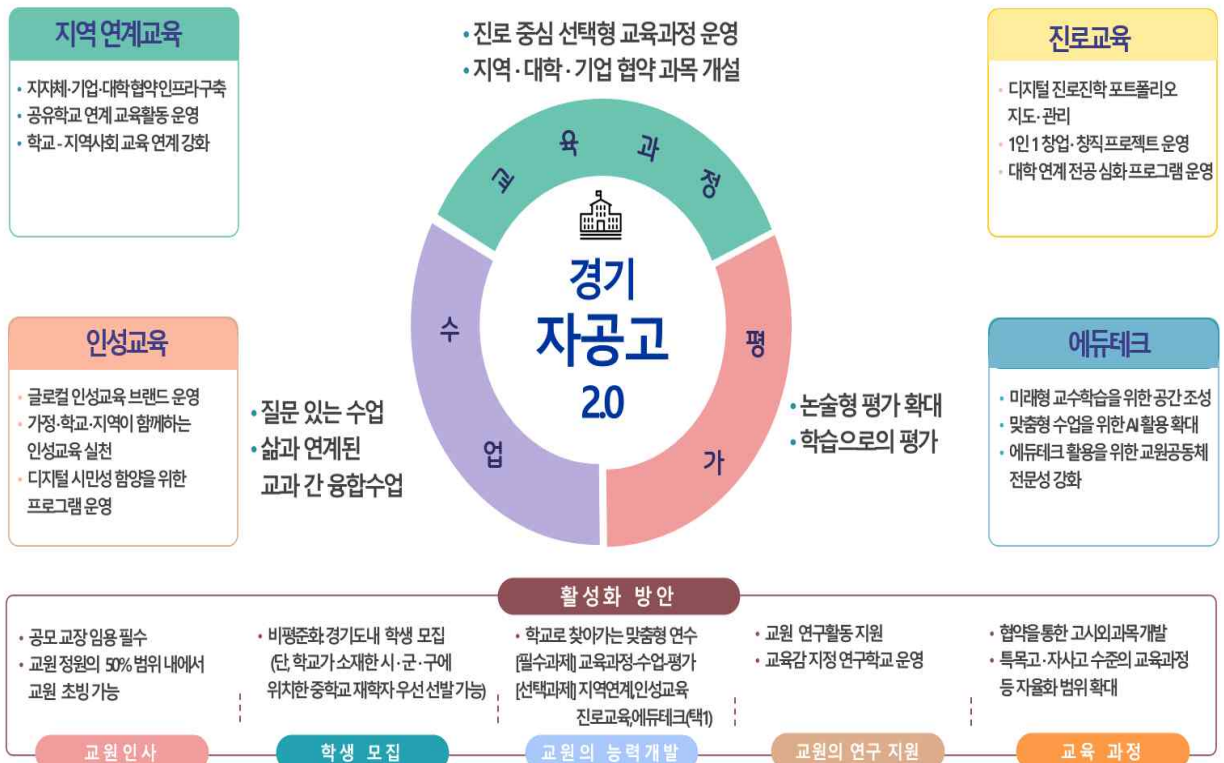 지역 연계교육
• 지자체·기업·대학 협약 인프라 구축
• 공유학교 연계 교육활동 운영
• 학교 - 지역사회 교육 연계 강화
• 진로 중심 선택형 교육과정 운영
• 지역·대학·기업 협약 과목 개설
진로교육
• 디지털 진로진학 포트폴리오
지도·관리
• 1인 1 창업·창직 프로젝트 운영
• 대학 연계 전공 심화 프로그램 운영
교육과정
경기
자공고
2.0
수업
평가
인성교육
• 글로컬 인성교육 브랜드 운영
• 가정·학교·지역이 함께하는
인성교육 실천
• 디지털 시민성 함양을 위한
프로그램 운영
• 질문 있는 수업
• 삶과 연계된
교과 간 융합수업
• 논술형 평가 확대
• 학습으로의 평가
에듀테크
• 미래형 교수학습을 위한 공간 조성
• 맞춤형 수업을 위한 AI 활용 확대
• 에듀테크 활용을 위한 교원공동체
전문성 강화
활성화 방안
• 공모 교장 임용 필수
• 교원 정원의 50% 범위 내에서
교원 초빙 가능
교원인사
• 비평준화 경기도내 학생 모집
(단, 학교가 소재한 시·군·구에
위치한 중학교 재학자 우선 선발 가능)
학생 모집
• 학교로 찾아가는 맞춤형 연수
[필수과제] 교육과정-수업-평가
[선택과제] 지역연계,인성교육
진로교육,에듀테크(택1)
교원의 능력개발
• 교원 연구활동 지원
• 교육감 지정 연구학교 운영
교원의 연구 지원
• 협약을 통한 고시외 과목 개발
• 특목고·자사고 수준의 교육과정
등 자율화 범위 확대
교육 과정